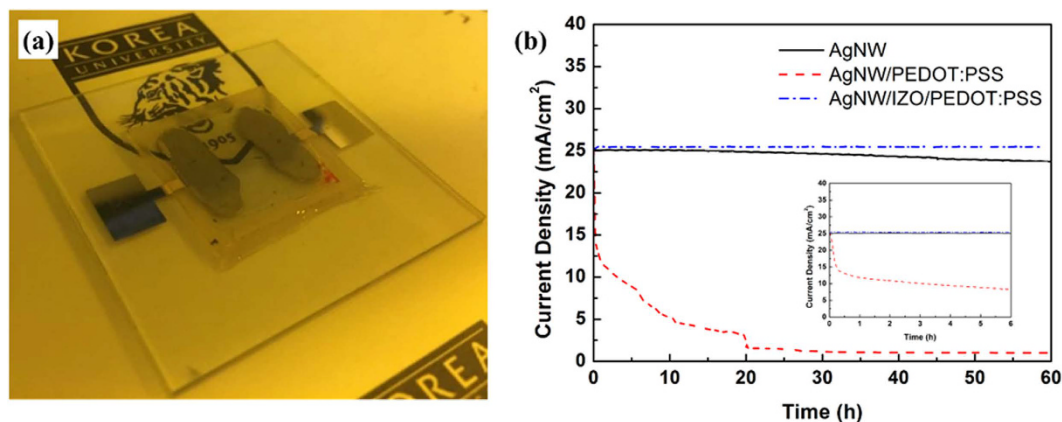 (a)
KOREA
UNIVERSITY
1905
KOREA
(b)
Current Density (mA/cm²)
40
35
30
25
20
15
10
5
0
AgNW
AgNW/PEDOT:PSS
AgNW/IZO/PEDOT:PSS
Current Density (mA/cm²)
40
35
30
25
20
15
10
5
0
0 1 2 3 4 5 6
Time (h)
0 10 20 30 40 50 60
Time (h)